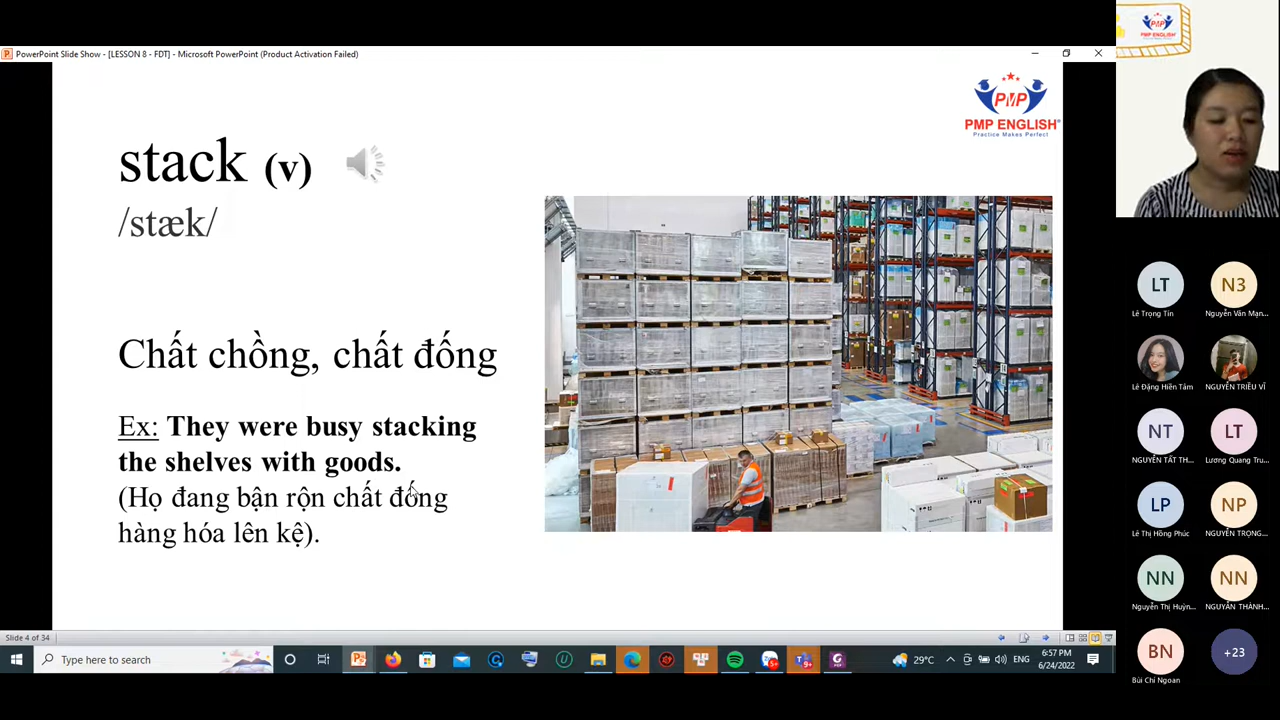 PowerPoint Slide Show - [LESSON 8 - FDT] - Microsoft PowerPoint (Product Activation Failed)
PMP ENGLISH
PMP
PMP ENGLISH®
Practice Makes Perfect
stack (v)
/stæk/
Chất chồng, chất đống
Ex: They were busy stacking
the shelves with goods.
(Họ đang bận rộn chất đống
hàng hóa lên kệ).
LT
Lê Trọng Tín
N3
Nguyễn Văn Mạn...
Lê Đặng Hiền Tâm
NGUYỄN TRIỀU VĨ
NT
NGUYỄN TẤT TH...
LT
Lương Quang Tru...
LP
Lê Thị Hồng Phúc
NP
NGUYỄN TRỌNG...
NN
Nguyễn Thị Huỳn...
NN
NGUYỄN THÀNH...
BN
Bùi Chí Ngoan
+23
Slide 4 of 34
Type here to search
29°C
ENG
6:57 PM
6/24/2022